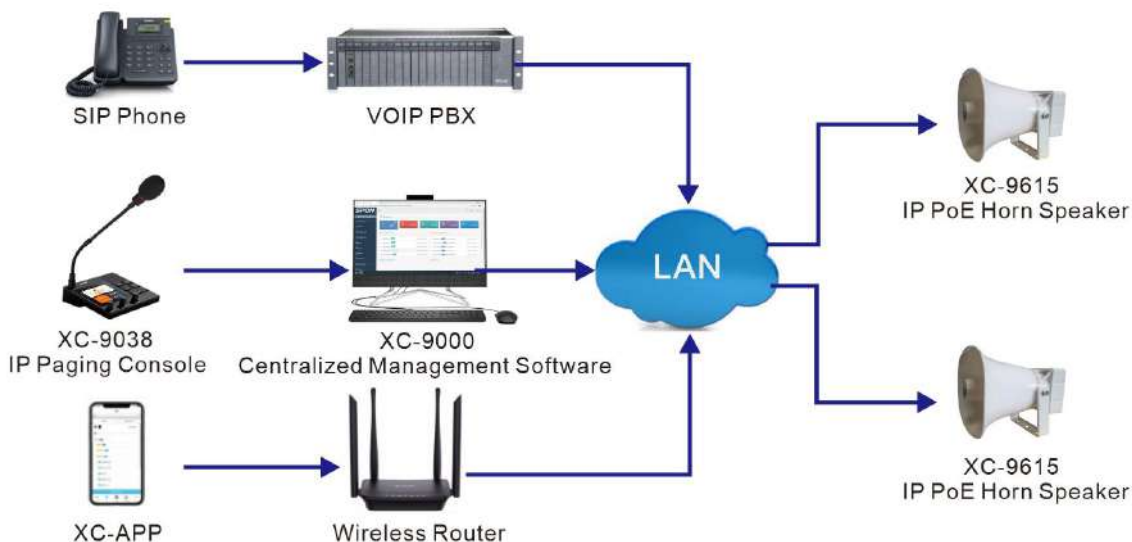 SIP Phone
VOIP PBX
XC-9615
IP PoE Horn Speaker
SPON
LAN
XC-9038
IP Paging Console
XC-9000
Centralized Management Software
XC-9615
IP PoE Horn Speaker
XC-APP
Wireless Router